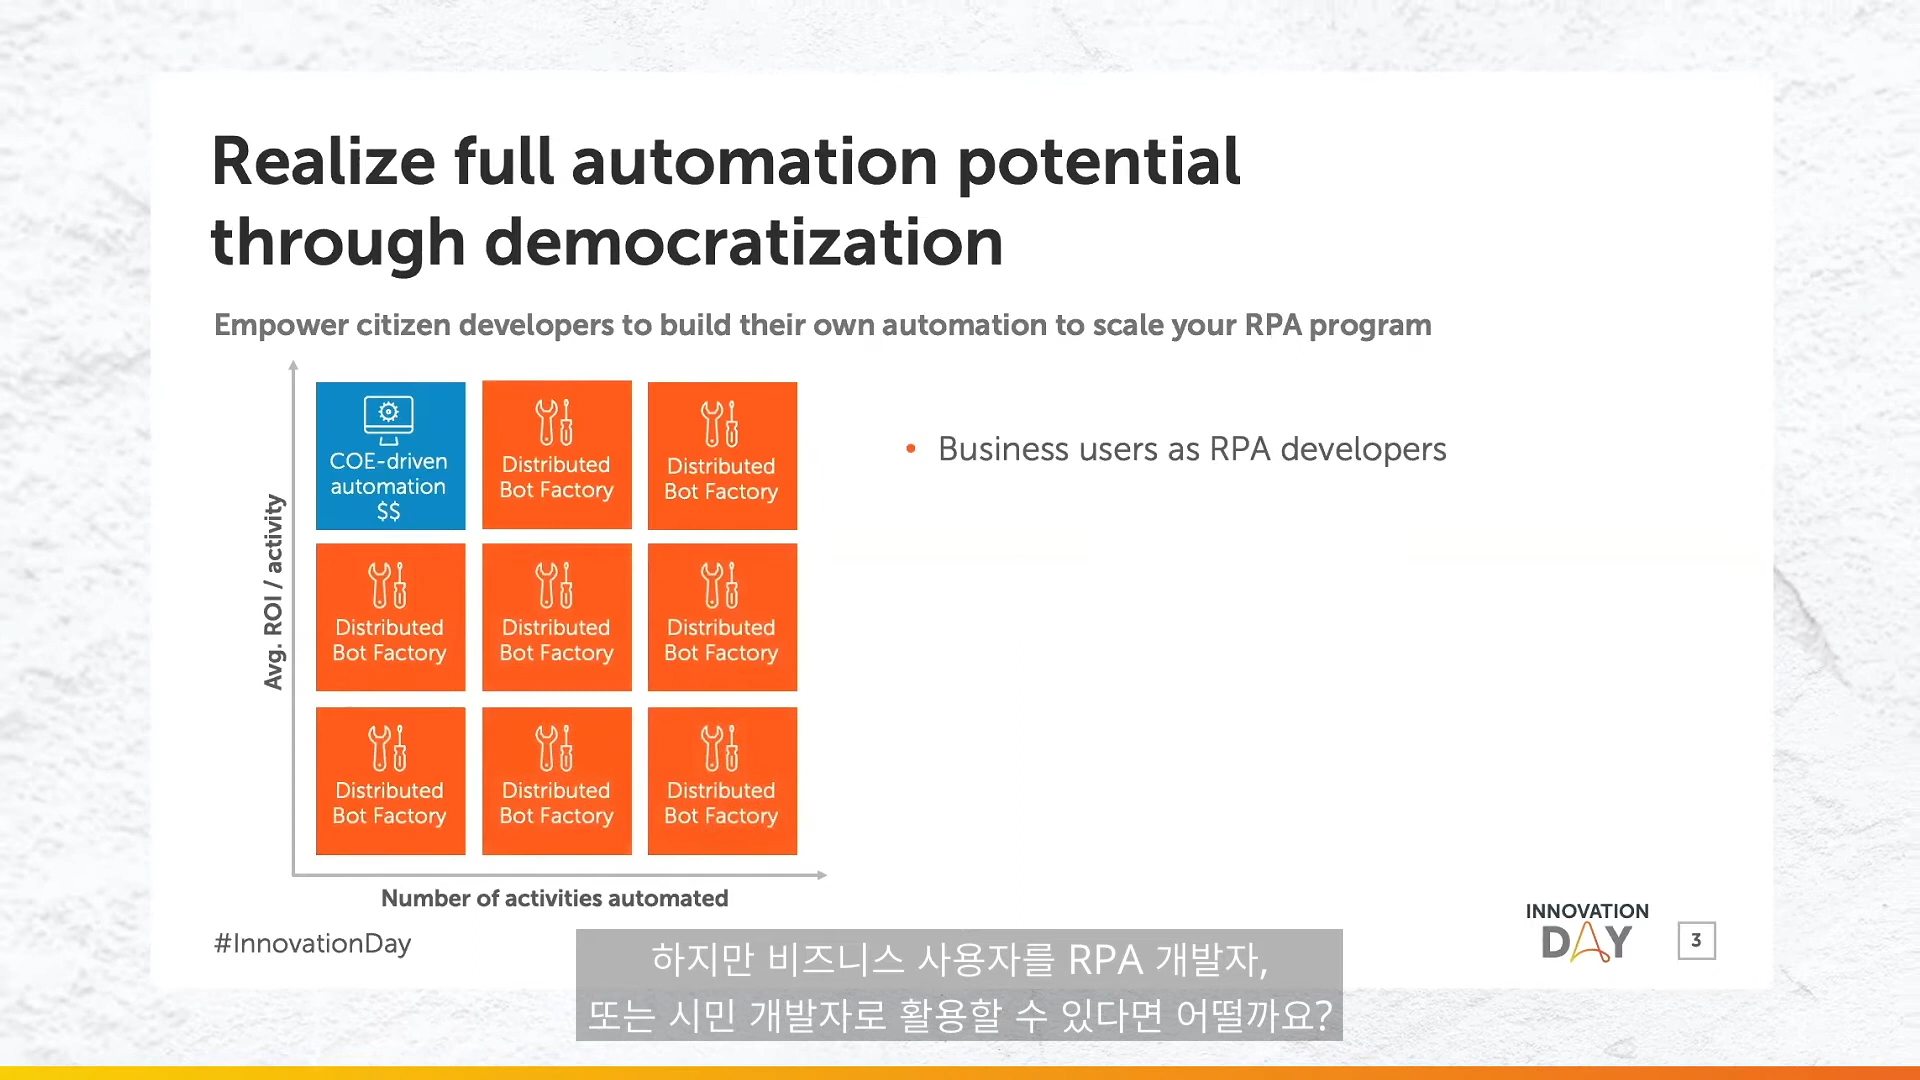 Realize full automation potential
through democratization
Empower citizen developers to build their own automation to scale your RPA program
Avg. ROI / activity
COE-driven
automation
$$
Distributed
Bot Factory
Distributed
Bot Factory
Distributed
Bot Factory
Distributed
Bot Factory
Distributed
Bot Factory
Distributed
Bot Factory
Distributed
Bot Factory
Distributed
Bot Factory
Number of activities automated
• Business users as RPA developers
#InnovationDay
INNOVATION
DAY
3
하지만 비즈니스 사용자를 RPA 개발자,
또는 시민 개발자로 활용할 수 있다면 어떨까요?